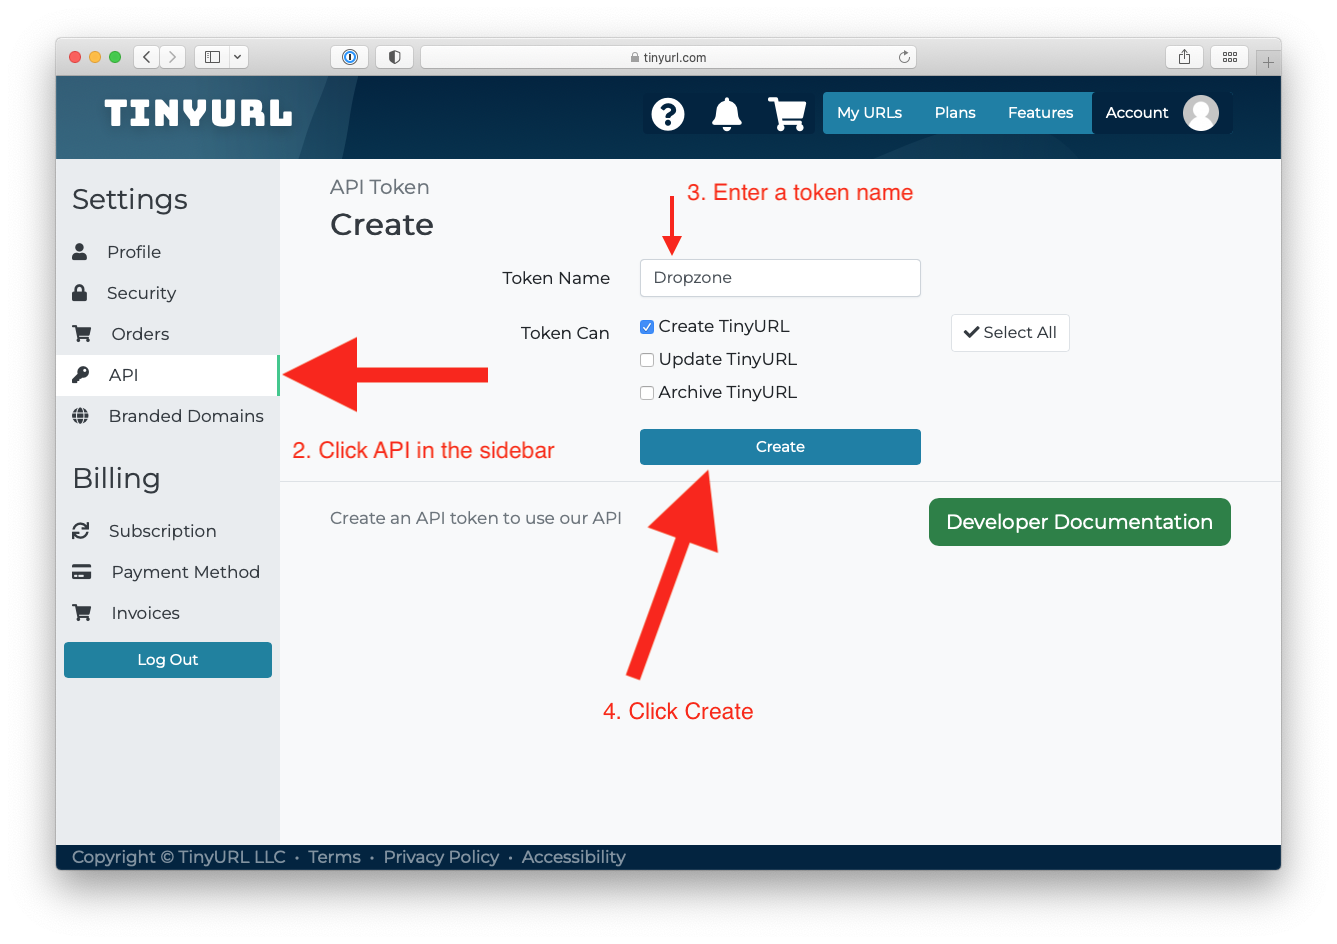 tinyurl.com
TINYURL
My URLs Plans Features Account
Settings
Profile
Security
Orders
API
Branded Domains
Billing
Subscription
Payment Method
Invoices
Log Out
API Token
3. Enter a token name
Create
Token Name Dropzone
Token Can Create TinyURL Select All
Update TinyURL
Archive TinyURL
Create
2. Click API in the sidebar
Create an API token to use our API Developer Documentation
4. Click Create
Copyright © TinyURL LLC · Terms · Privacy Policy · Accessibility